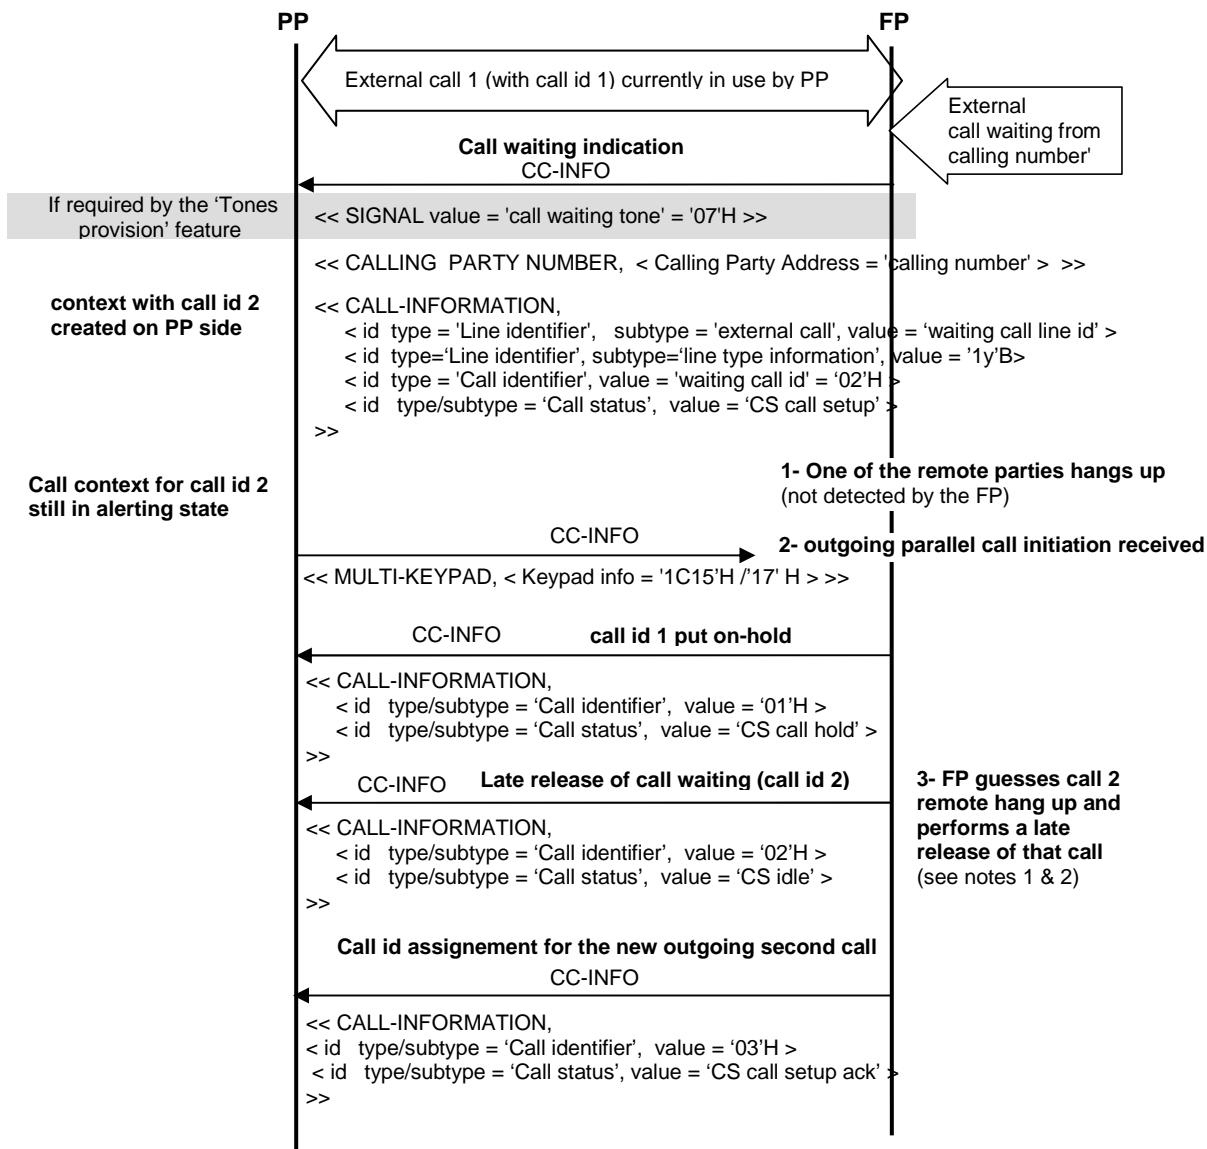 PP
FP
External call 1 (with call id 1) currently in use by PP
External
call waiting from
calling number'
Call waiting indication
CC-INFO
If required by the ‘Tones
provision’ feature
<< SIGNAL value = 'call waiting tone' = '07'H >>
<< CALLING PARTY NUMBER, < Calling Party Address = 'calling number' > >>
context with call id 2
created on PP side
<< CALL-INFORMATION,
< id type = 'Line identifier', subtype = 'external call', value = ‘waiting call line id’ >
< id type=‘Line identifier’, subtype=‘line type information’, value = '1y'B>
< id type = 'Call identifier', value = 'waiting call id' = ‘02’H >
< id type/subtype = ‘Call status’, value = ‘CS call setup’ >
>>
1- One of the remote parties hangs up
(not detected by the FP)
Call context for call id 2
still in alerting state
CC-INFO
2- outgoing parallel call initiation received
<< MULTI-KEYPAD, < Keypad info = '1C15’H /’17' H > >>
CC-INFO
call id 1 put on-hold
<< CALL-INFORMATION,
< id type/subtype = ‘Call identifier’, value = ‘01’H >
< id type/subtype = ‘Call status’, value = ‘CS call hold’ >
>>
CC-INFO
Late release of call waiting (call id 2)
3- FP guesses call 2
remote hang up and
performs a late
release of that call
(see notes 1 & 2)
<< CALL-INFORMATION,
< id type/subtype = ‘Call identifier’, value = ‘02’H >
< id type/subtype = ‘Call status’, value = ‘CS idle’ >
>>
Call id assignement for the new outgoing second call
CC-INFO
<< CALL-INFORMATION,
< id type/subtype = ‘Call identifier’, value = ‘03’H >
< id type/subtype = ‘Call status’, value = ‘CS call setup ack’ >
>>